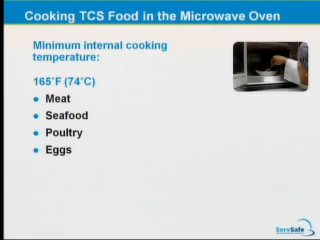 Cooking TCS Food in the Microwave Oven
Minimum internal cooking
temperature:
165°F (74°C)
● Meat
● Seafood
● Poultry
● Eggs
ServSafe